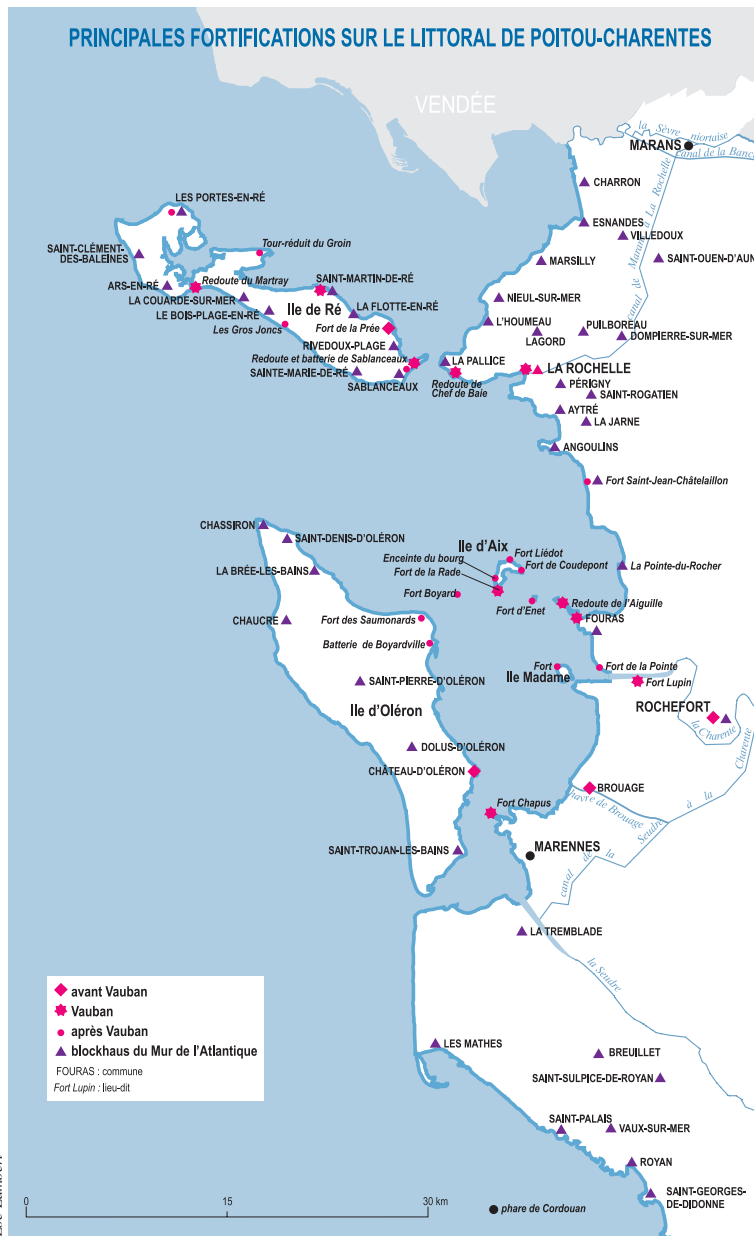 PRINCIPALES FORTIFICATIONS SUR LE LITTORAL DE POITOU-CHARENTES
VENDÉE
la Sèvre niortaise
MARANS
canal de la Banc
canal de Marans à La Rochelle
CHARRON
LES PORTES-EN-RÉ
ESNANDES
VILLEDOUX
Tour-réduit du Groin
SAINT-CLÉMENT-
DES-BALEINES
MARSILLY
SAINT-OUEN-D'AUN
Redoute du Martray
SAINT-MARTIN-DE-RÉ
ARS-EN-RÉ
LA COUARDE-SUR-MER
Ile de Ré
NIEUL-SUR-MER
LE BOIS-PLAGE-EN-RÉ
LA FLOTTE-EN-RÉ
L'HOUMEAU
Les Gros Joncs
Fort de la Prée
LAGORD
PUILBOREAU
DOMPIERRE-SUR-MER
RIVEDOUX-PLAGE
Redoute et batterie de Sablanceaux
LA PALLICE
LA ROCHELLE
SAINTE-MARIE-DE-RÉ
SABLANCEAUX
Redoute de
Chef de Baie
PÉRIGNY
SAINT-ROGATIEN
AYTRÉ
LA JARNE
ANGOULINS
Fort Saint-Jean-Châtelaillon
CHASSIRON
SAINT-DENIS-D'OLÉRON
Ile d'Aix
Fort Liédot
Enceinte du bourg
Fort de Coudepont
LA BRÉE-LES-BAINS
Fort de la Rade
La Pointe-du-Rocher
Fort Boyard
Fort d'Enet
Redoute de l'Aiguille
CHAUCRE
Fort des Saumonards
FOURAS
Batterie de Boyardville
Fort
Fort de la Pointe
Ile Madame
SAINT-PIERRE-D'OLÉRON
Fort Lupin
Ile d'Oléron
ROCHEFORT
la Charente
DOLUS-D'OLÉRON
CHÂTEAU-D'OLÉRON
BROUAGE
havre de Brouage
canal de la Seudre à la Charente
Fort Chapus
SAINT-TROJAN-LES-BAINS
MARENNES
LA TREMBLADE
la Seudre
avant Vauban
Vauban
après Vauban
blockhaus du Mur de l'Atlantique
FOURAS : commune
Fort Lupin : lieu-dit
LES MATHES
BREUILLET
SAINT-SULPICE-DE-ROYAN
SAINT-PALAIS
VAUX-SUR-MER
ROYAN
SAINT-GEORGES-
DE-DIDONNE
0 15 30 km
phare de Cordouan